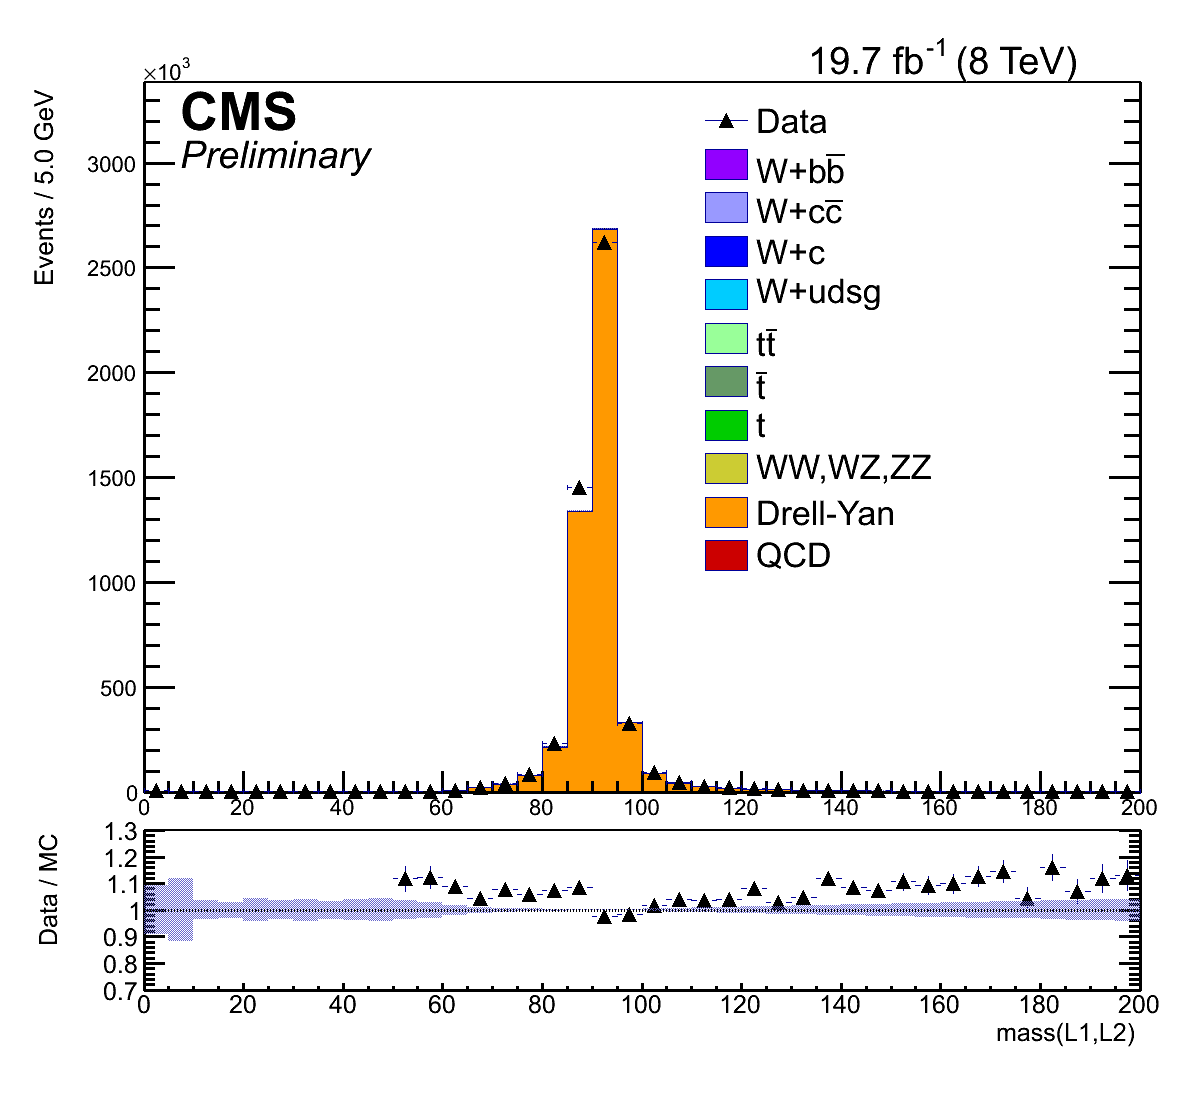 19.7 fb⁻¹ (8 TeV)
×10³
CMS
Preliminary
Events / 5.0 GeV
3000
2500
2000
1500
1000
500
0
Data
W+bb̅
W+cc̅
W+c
W+udsg
tt̅
t̅
t
WW,WZ,ZZ
Drell-Yan
QCD
0 20 40 60 80 100 120 140 160 180 200
Data / MC
1.3
1.2
1.1
1
0.9
0.8
0.7
0 20 40 60 80 100 120 140 160 180 200
mass(L1,L2)